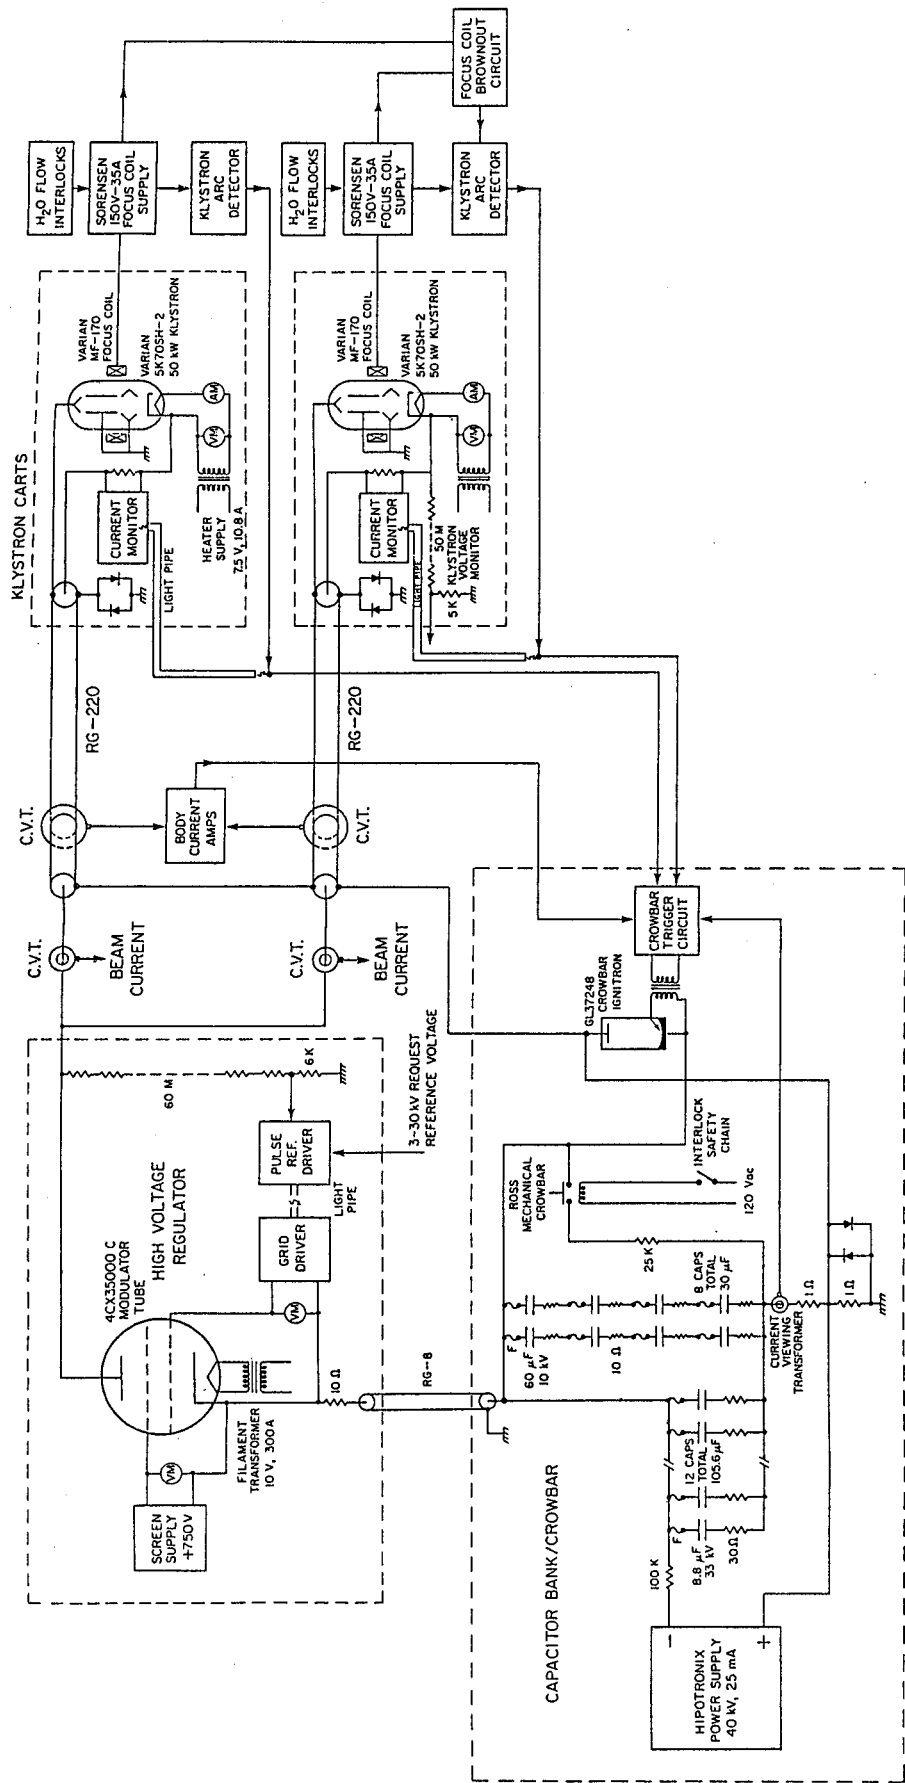 KLYSTRON CARTS
H₂O FLOW
INTERLOCKS
SORENSEN
150V-35A
FOCUS COIL
SUPPLY
KLYSTRON
ARC
DETECTOR
H₂O FLOW
INTERLOCKS
SORENSEN
150V-35A
FOCUS COIL
SUPPLY
KLYSTRON
ARC
DETECTOR
FOCUS COIL
BROWNOUT
CIRCUIT
VARIAN
MF-170
FOCUS COIL
VARIAN
5K70SH-2
50 kW KLYSTRON
AM
VM
CURRENT
MONITOR
HEATER
SUPPLY
7.5 V, 10.8 A
LIGHT PIPE
VARIAN
MF-170
FOCUS COIL
VARIAN
5K70SH-2
50 kW KLYSTRON
AM
VM
CURRENT
MONITOR
LIGHT PIPE
50 M
KLYSTRON
VOLTAGE
MONITOR
5K
RG-220
RG-220
C.V.T.
C.V.T.
BODY
CURRENT
AMPS
C.V.T.
BEAM
CURRENT
C.V.T.
BEAM
CURRENT
HIGH VOLTAGE
REGULATOR
4CX35000 C
MODULATOR
TUBE
60 M
6 K
PULSE
REF.
DRIVER
LIGHT
PIPE
GRID
DRIVER
VM
3-30 kV REQUEST
REFERENCE VOLTAGE
SCREEN
SUPPLY
+750V
VM
FILAMENT
TRANSFORMER
10 V, 300A
10 Ω
RG-8
CAPACITOR BANK/CROWBAR
CROWBAR
TRIGGER
CIRCUIT
GL37248
CROWBAR
IGNITRON
ROSS
MECHANICAL
CROWBAR
INTERLOCK
SAFETY
CHAIN
120 Vac
25 K
8 CAPS
TOTAL
30 µF
F
60 µF
10 kV
10 Ω
CURRENT
VIEWING
TRANSFORMER
1 Ω
1 Ω
12 CAPS
TOTAL
105.6 µF
F
8.8 µF
33 kV
30 Ω
100 K
−
+
HIPOTRONIX
POWER SUPPLY
40 kV, 25 mA